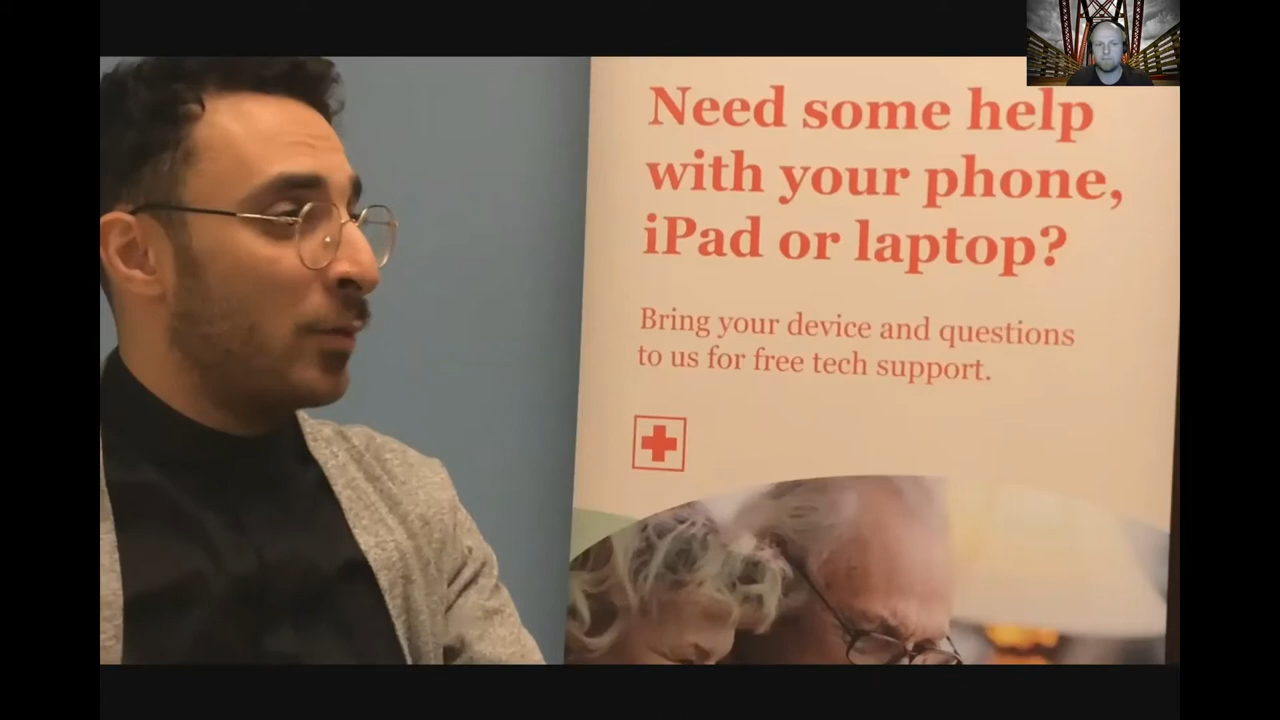 Need some help
with your phone,
iPad or laptop?
Bring your device and questions
to us for free tech support.